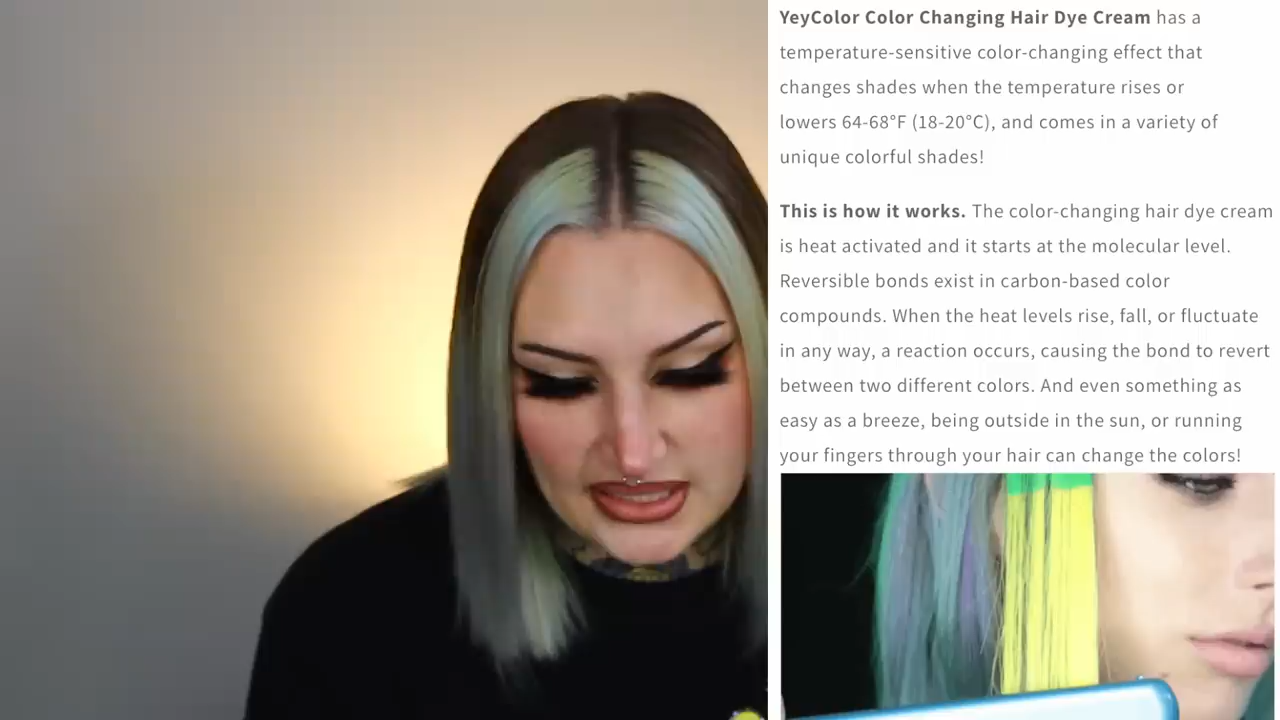 YeyColor Color Changing Hair Dye Cream has a
temperature-sensitive color-changing effect that
changes shades when the temperature rises or
lowers 64-68°F (18-20°C), and comes in a variety of
unique colorful shades!
This is how it works. The color-changing hair dye cream
is heat activated and it starts at the molecular level.
Reversible bonds exist in carbon-based color
compounds. When the heat levels rise, fall, or fluctuate
in any way, a reaction occurs, causing the bond to revert
between two different colors. And even something as
easy as a breeze, being outside in the sun, or running
your fingers through your hair can change the colors!